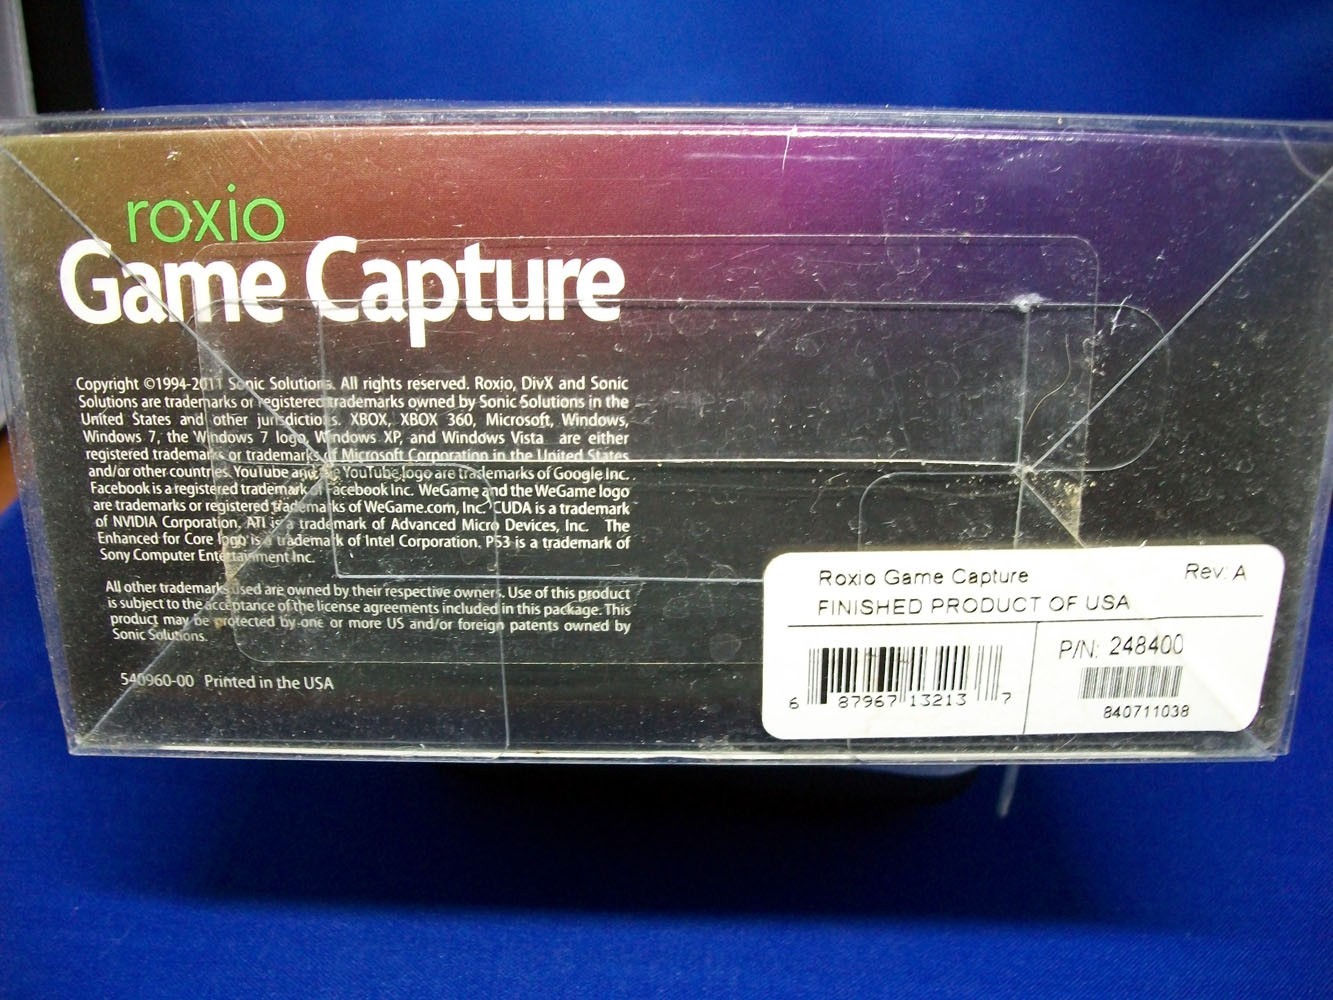 roxio
Game Capture
Copyright ©1994-2011 Sonic Solutions. All rights reserved. Roxio, DivX and Sonic
Solutions are trademarks or registered trademarks owned by Sonic Solutions in the
United States and other jurisdictions. XBOX, XBOX 360, Microsoft, Windows,
Windows 7, the Windows 7 logo, Windows XP, and Windows Vista are either
registered trademarks or trademarks of Microsoft Corporation in the United States
and/or other countries. YouTube and the YouTube logo are trademarks of Google Inc.
Facebook is a registered trademark of Facebook Inc. WeGame and the WeGame logo
are trademarks or registered trademarks of WeGame.com, Inc. CUDA is a trademark
of NVIDIA Corporation, ATI is a trademark of Advanced Micro Devices, Inc. The
Enhanced for Core logo is a trademark of Intel Corporation. PS3 is a trademark of
Sony Computer Entertainment Inc.
All other trademarks used are owned by their respective owners. Use of this product
is subject to the acceptance of the license agreements included in this package. This
product may be protected by one or more US and/or foreign patents owned by
Sonic Solutions.
540960-00 Printed in the USA
Roxio Game Capture Rev: A
FINISHED PRODUCT OF USA
P/N: 248400
6 87967 13213 7
840711038